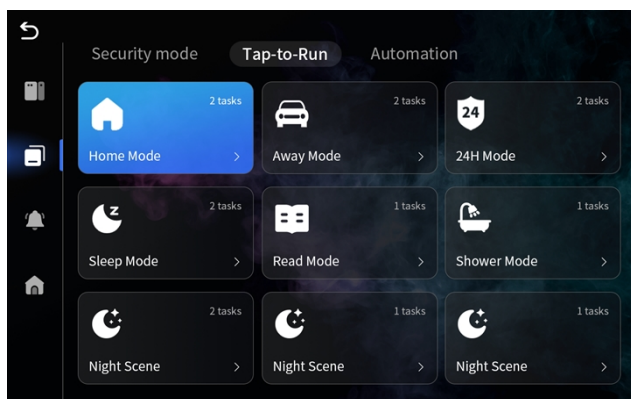 Security mode Tap-to-Run Automation
2 tasks
Home Mode
2 tasks
Away Mode
24
2 tasks
24H Mode
z
2 tasks
Sleep Mode
1 tasks
Read Mode
1 tasks
Shower Mode
2 tasks
Night Scene
1 tasks
Night Scene
1 tasks
Night Scene